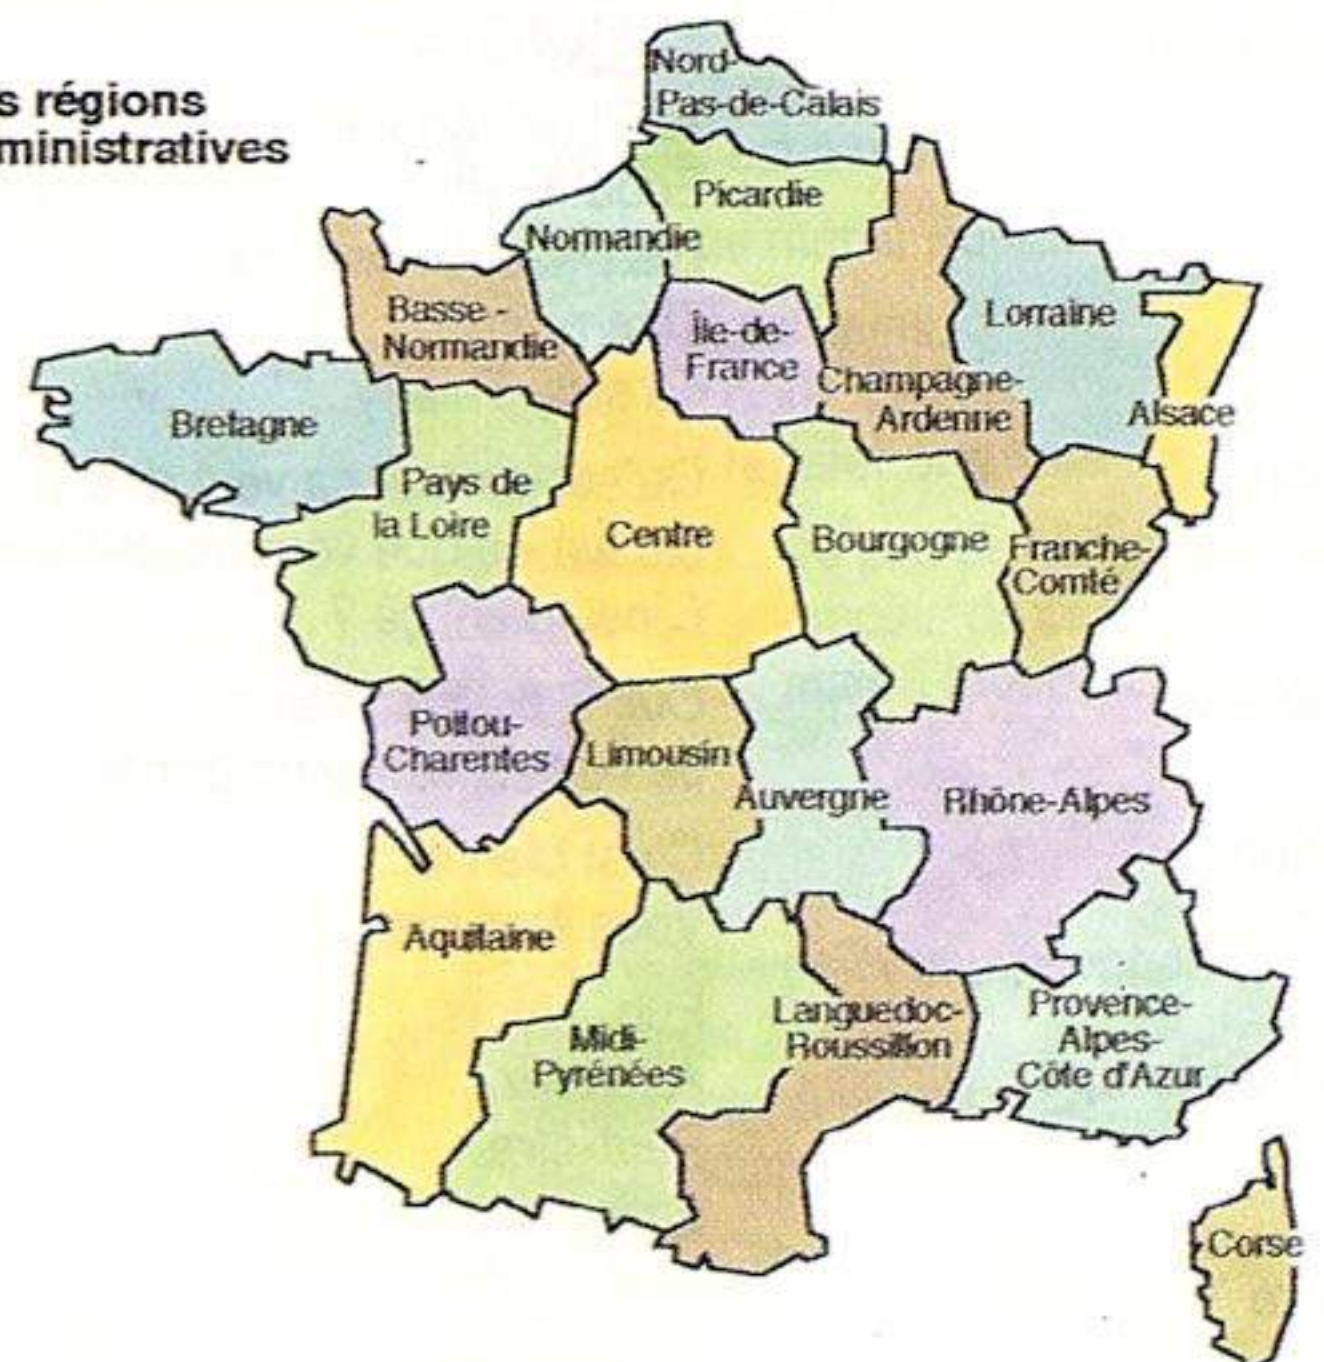 s régions
ministratives
Nord-
Pas-de-Calais
Picardie
Normandie
Basse -
Normandie
Île-de-
France
Lorraine
Champagne-
Ardenne
Alsace
Bretagne
Pays de
la Loire
Centre
Bourgogne
Franche-
Comté
Poitou-
Charentes
Limousin
Auvergne
Rhône-Alpes
Aquitaine
Midi-
Pyrénées
Languedoc-
Roussillon
Provence-
Alpes-
Côte d'Azur
Corse